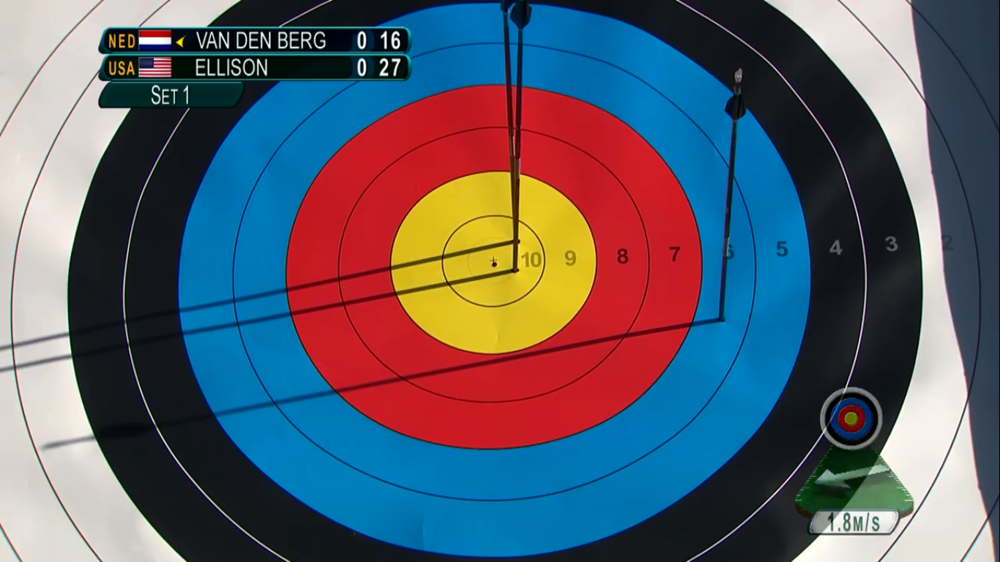 NED VAN DEN BERG 0 16
USA ELLISON 0 27
SET 1
10 9 8 7 6 5 4 3 2
1.8M/S